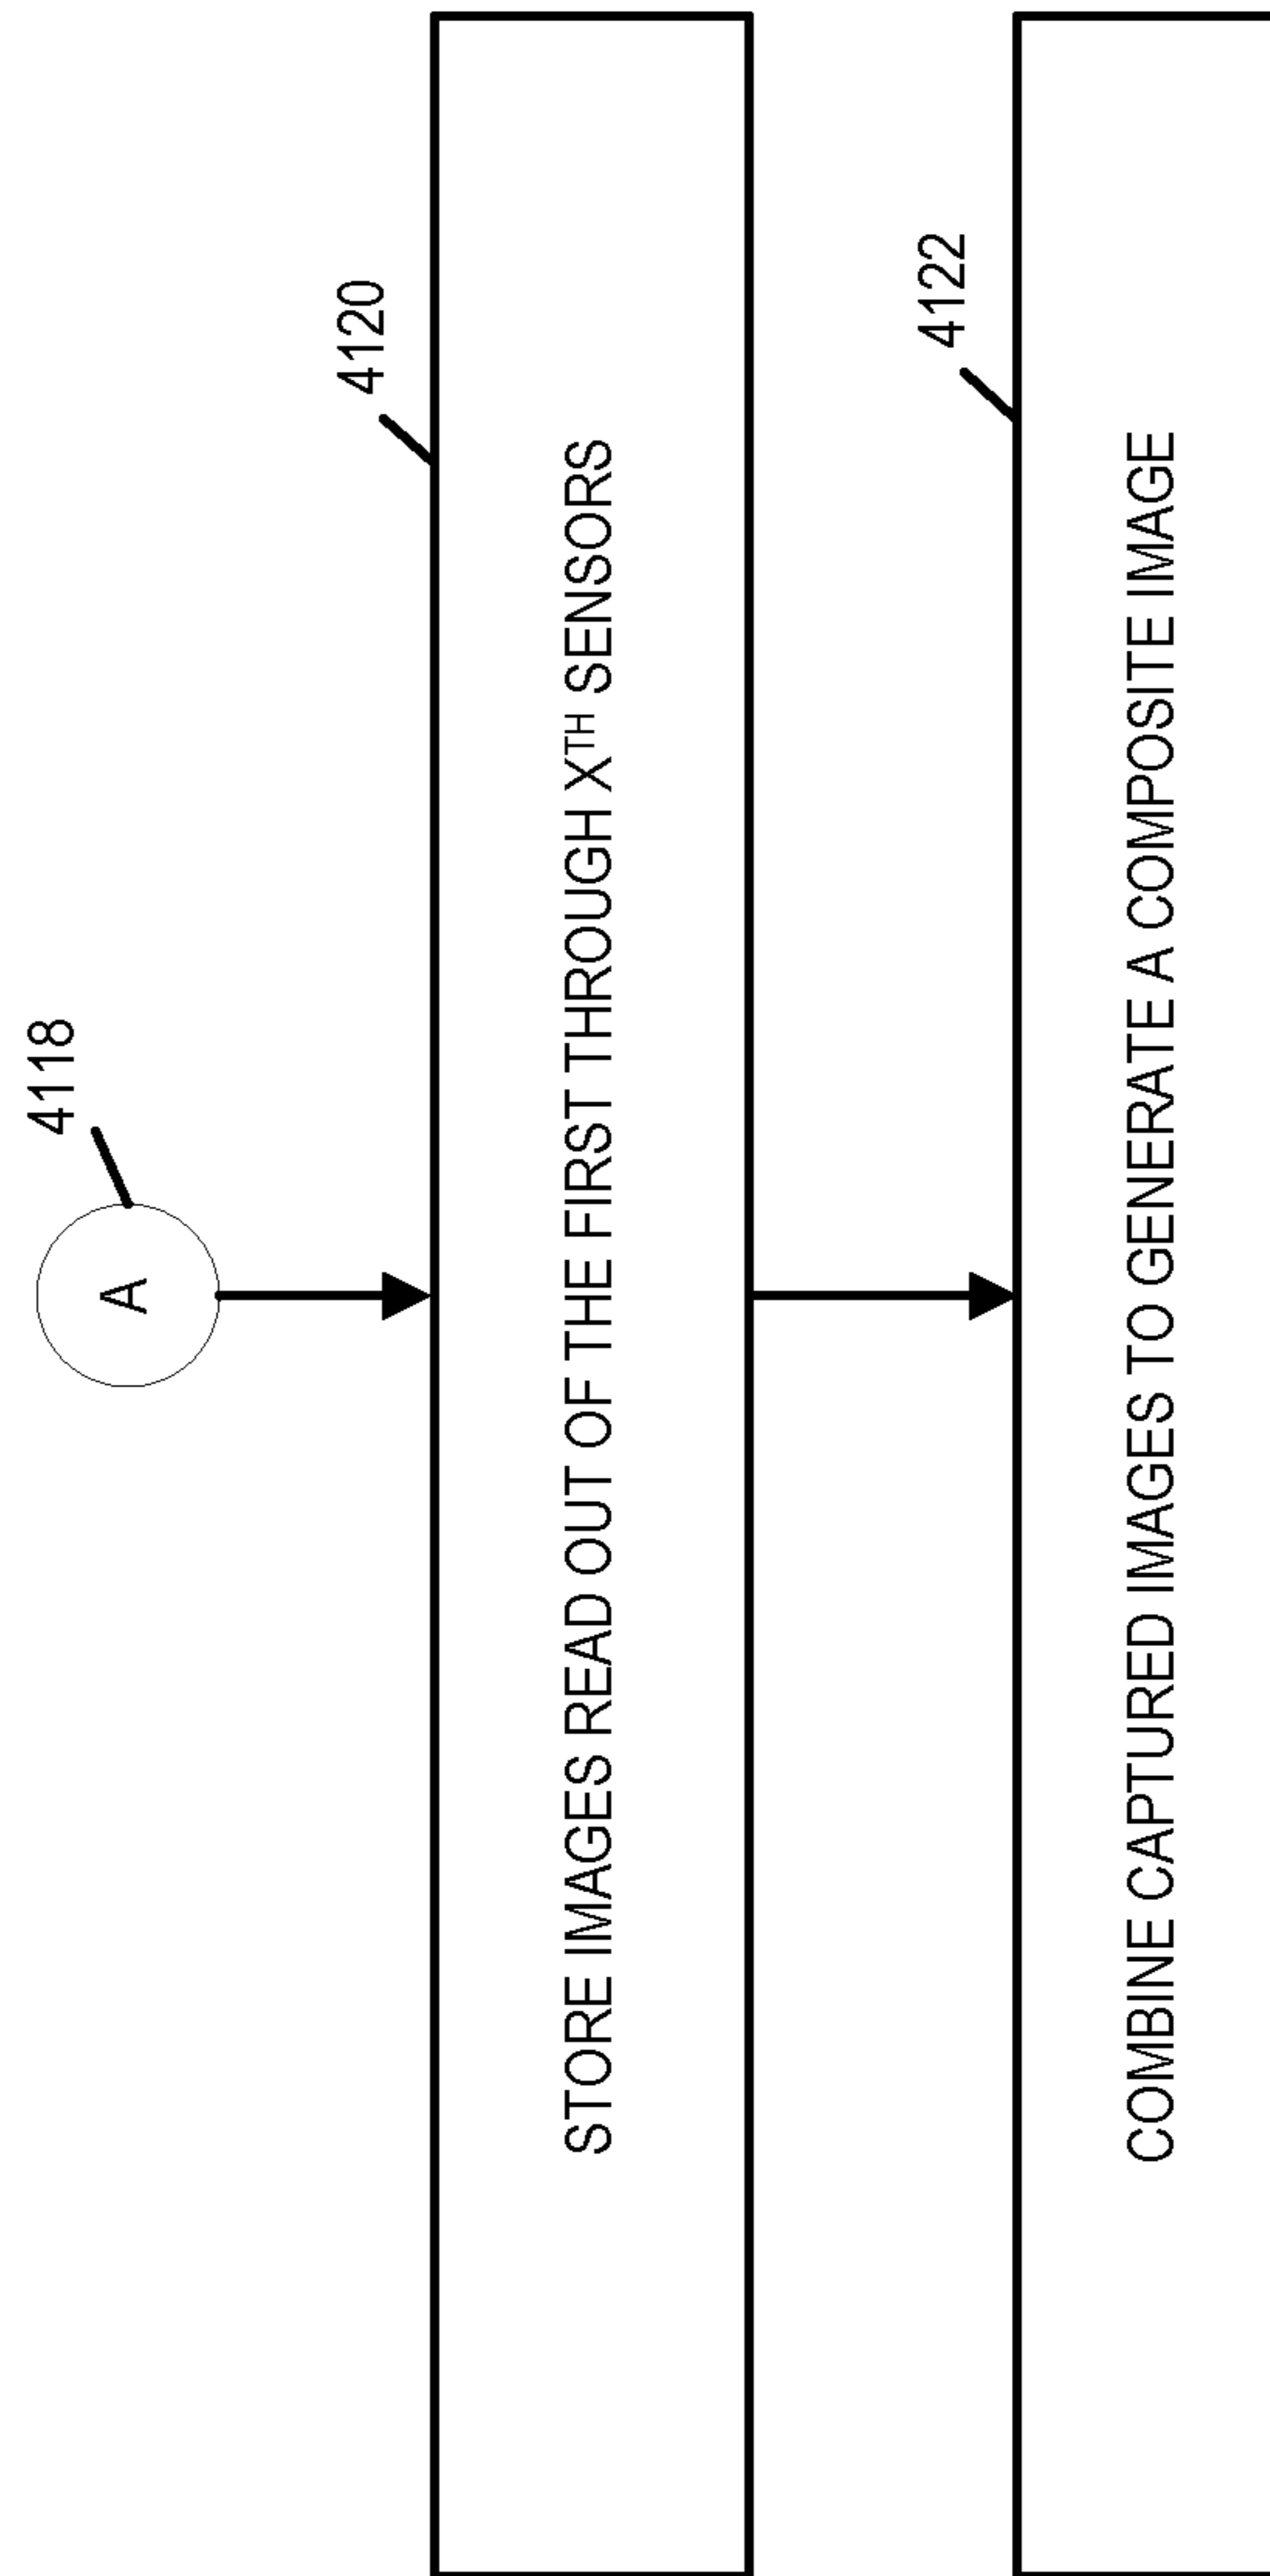 4118
A
4120
STORE IMAGES READ OUT OF THE FIRST THROUGH XTH SENSORS
4122
COMBINE CAPTURED IMAGES TO GENERATE A COMPOSITE IMAGE